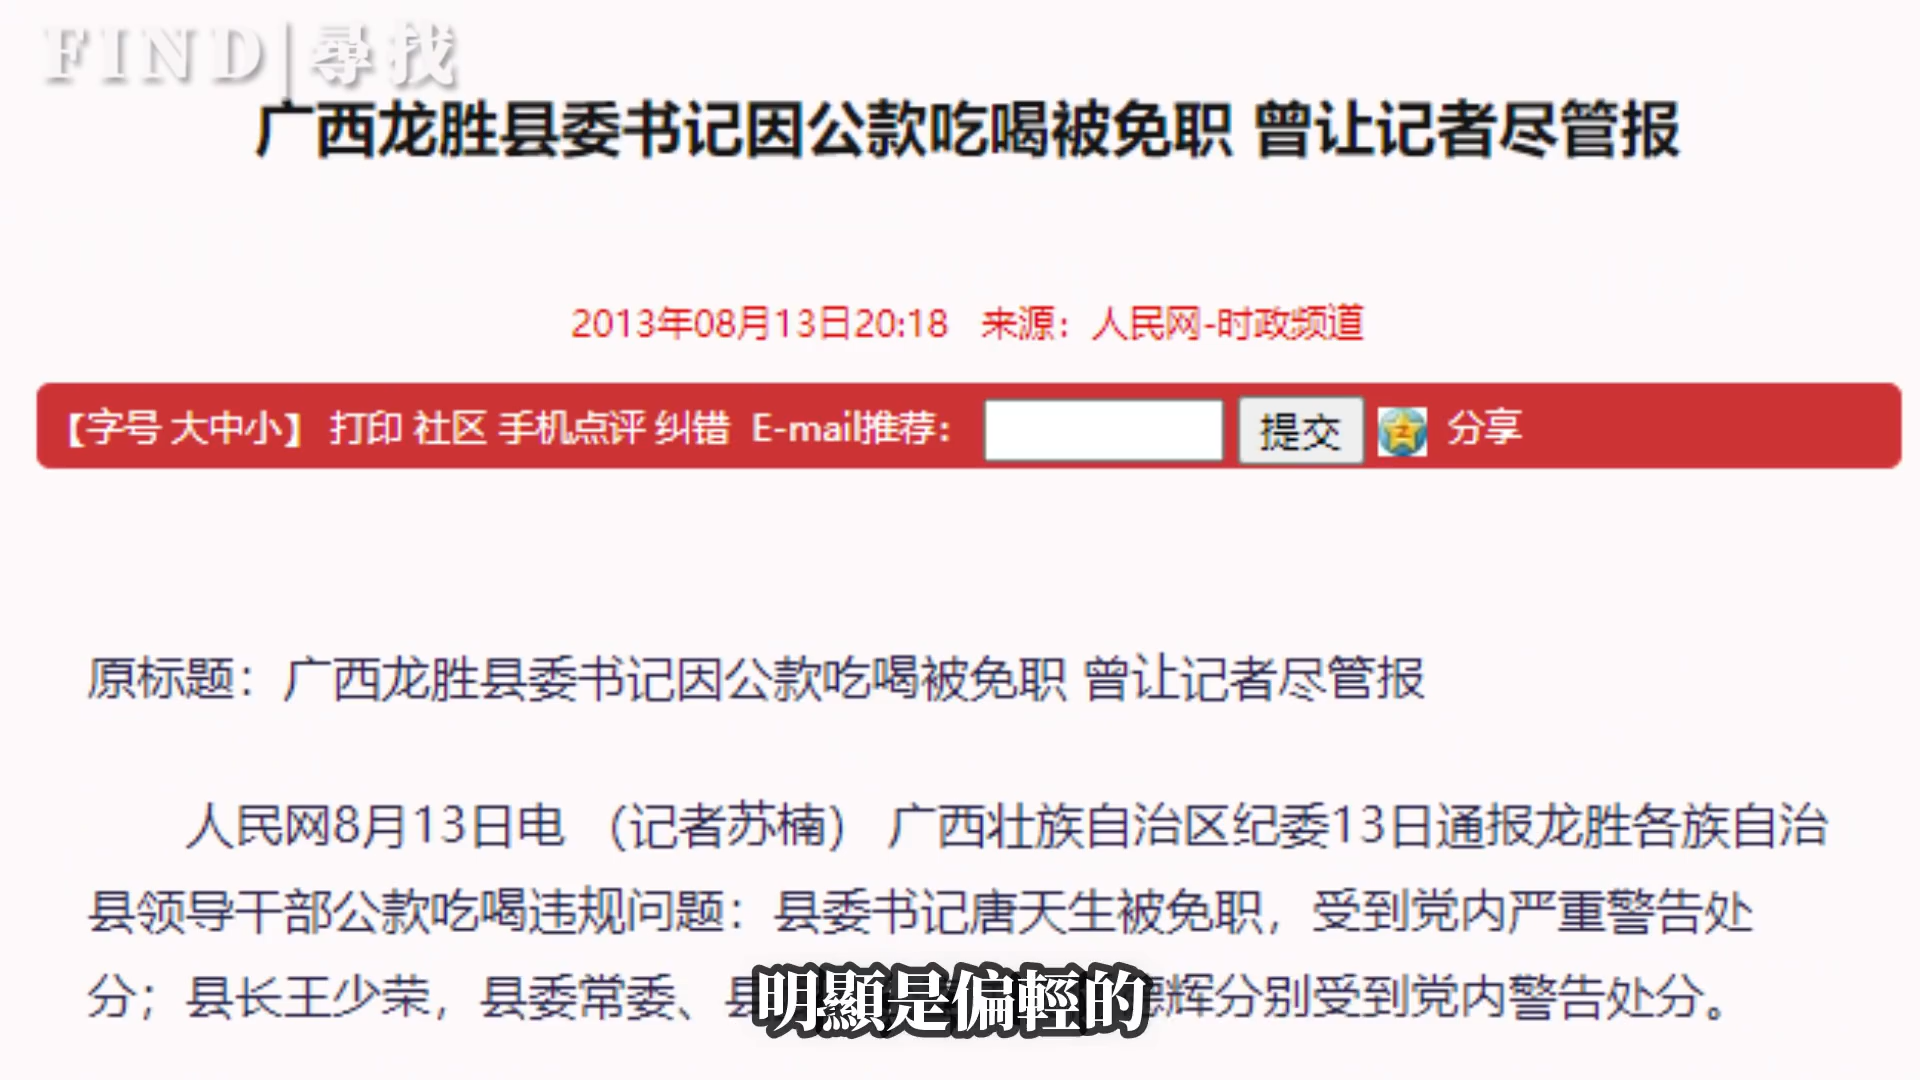 FIND|尋找
广西龙胜县委书记因公款吃喝被免职 曾让记者尽管报
2013年08月13日20:18 来源：人民网-时政频道
【字号 大中小】 打印 社区 手机点评 纠错 E-mail推荐： 提交 分享
原标题：广西龙胜县委书记因公款吃喝被免职 曾让记者尽管报
人民网8月13日电 （记者苏楠） 广西壮族自治区纪委13日通报龙胜各族自治
县领导干部公款吃喝违规问题：县委书记唐天生被免职，受到党内严重警告处
分；县长王少荣，县委常委、县 德辉分别受到党内警告处分。
明顯是偏輕的